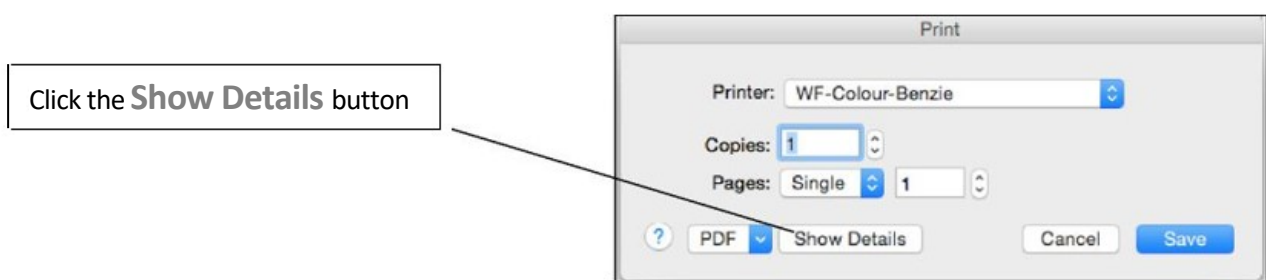 Print
Click the Show Details button
Printer: WF-Colour-Benzie
Copies: 1
Pages: Single 1
? PDF Show Details Cancel Save